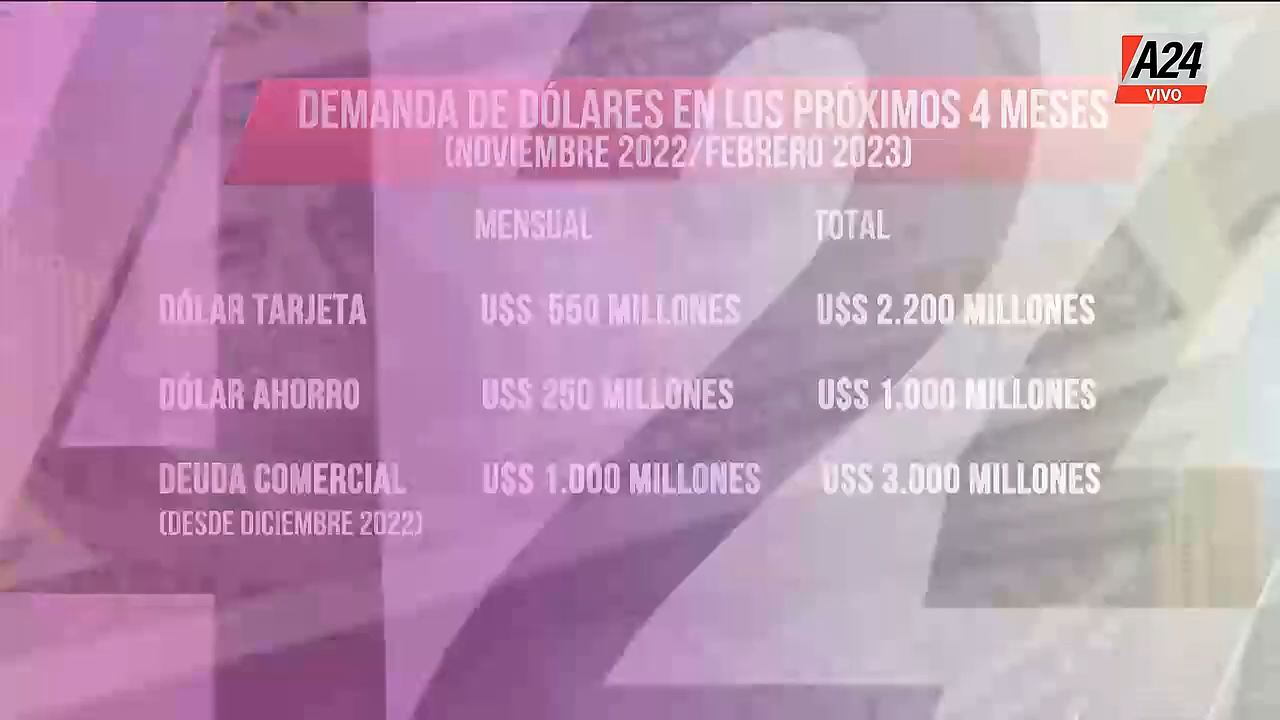 A24
VIVO
DEMANDA DE DÓLARES EN LOS PRÓXIMOS 4 MESES
(NOVIEMBRE 2022/FEBRERO 2023)
MENSUAL TOTAL
DÓLAR TARJETA U$S 550 MILLONES U$S 2.200 MILLONES
DÓLAR AHORRO U$S 250 MILLONES U$S 1.000 MILLONES
DEUDA COMERCIAL U$S 1.000 MILLONES U$S 3.000 MILLONES
(DESDE DICIEMBRE 2022)